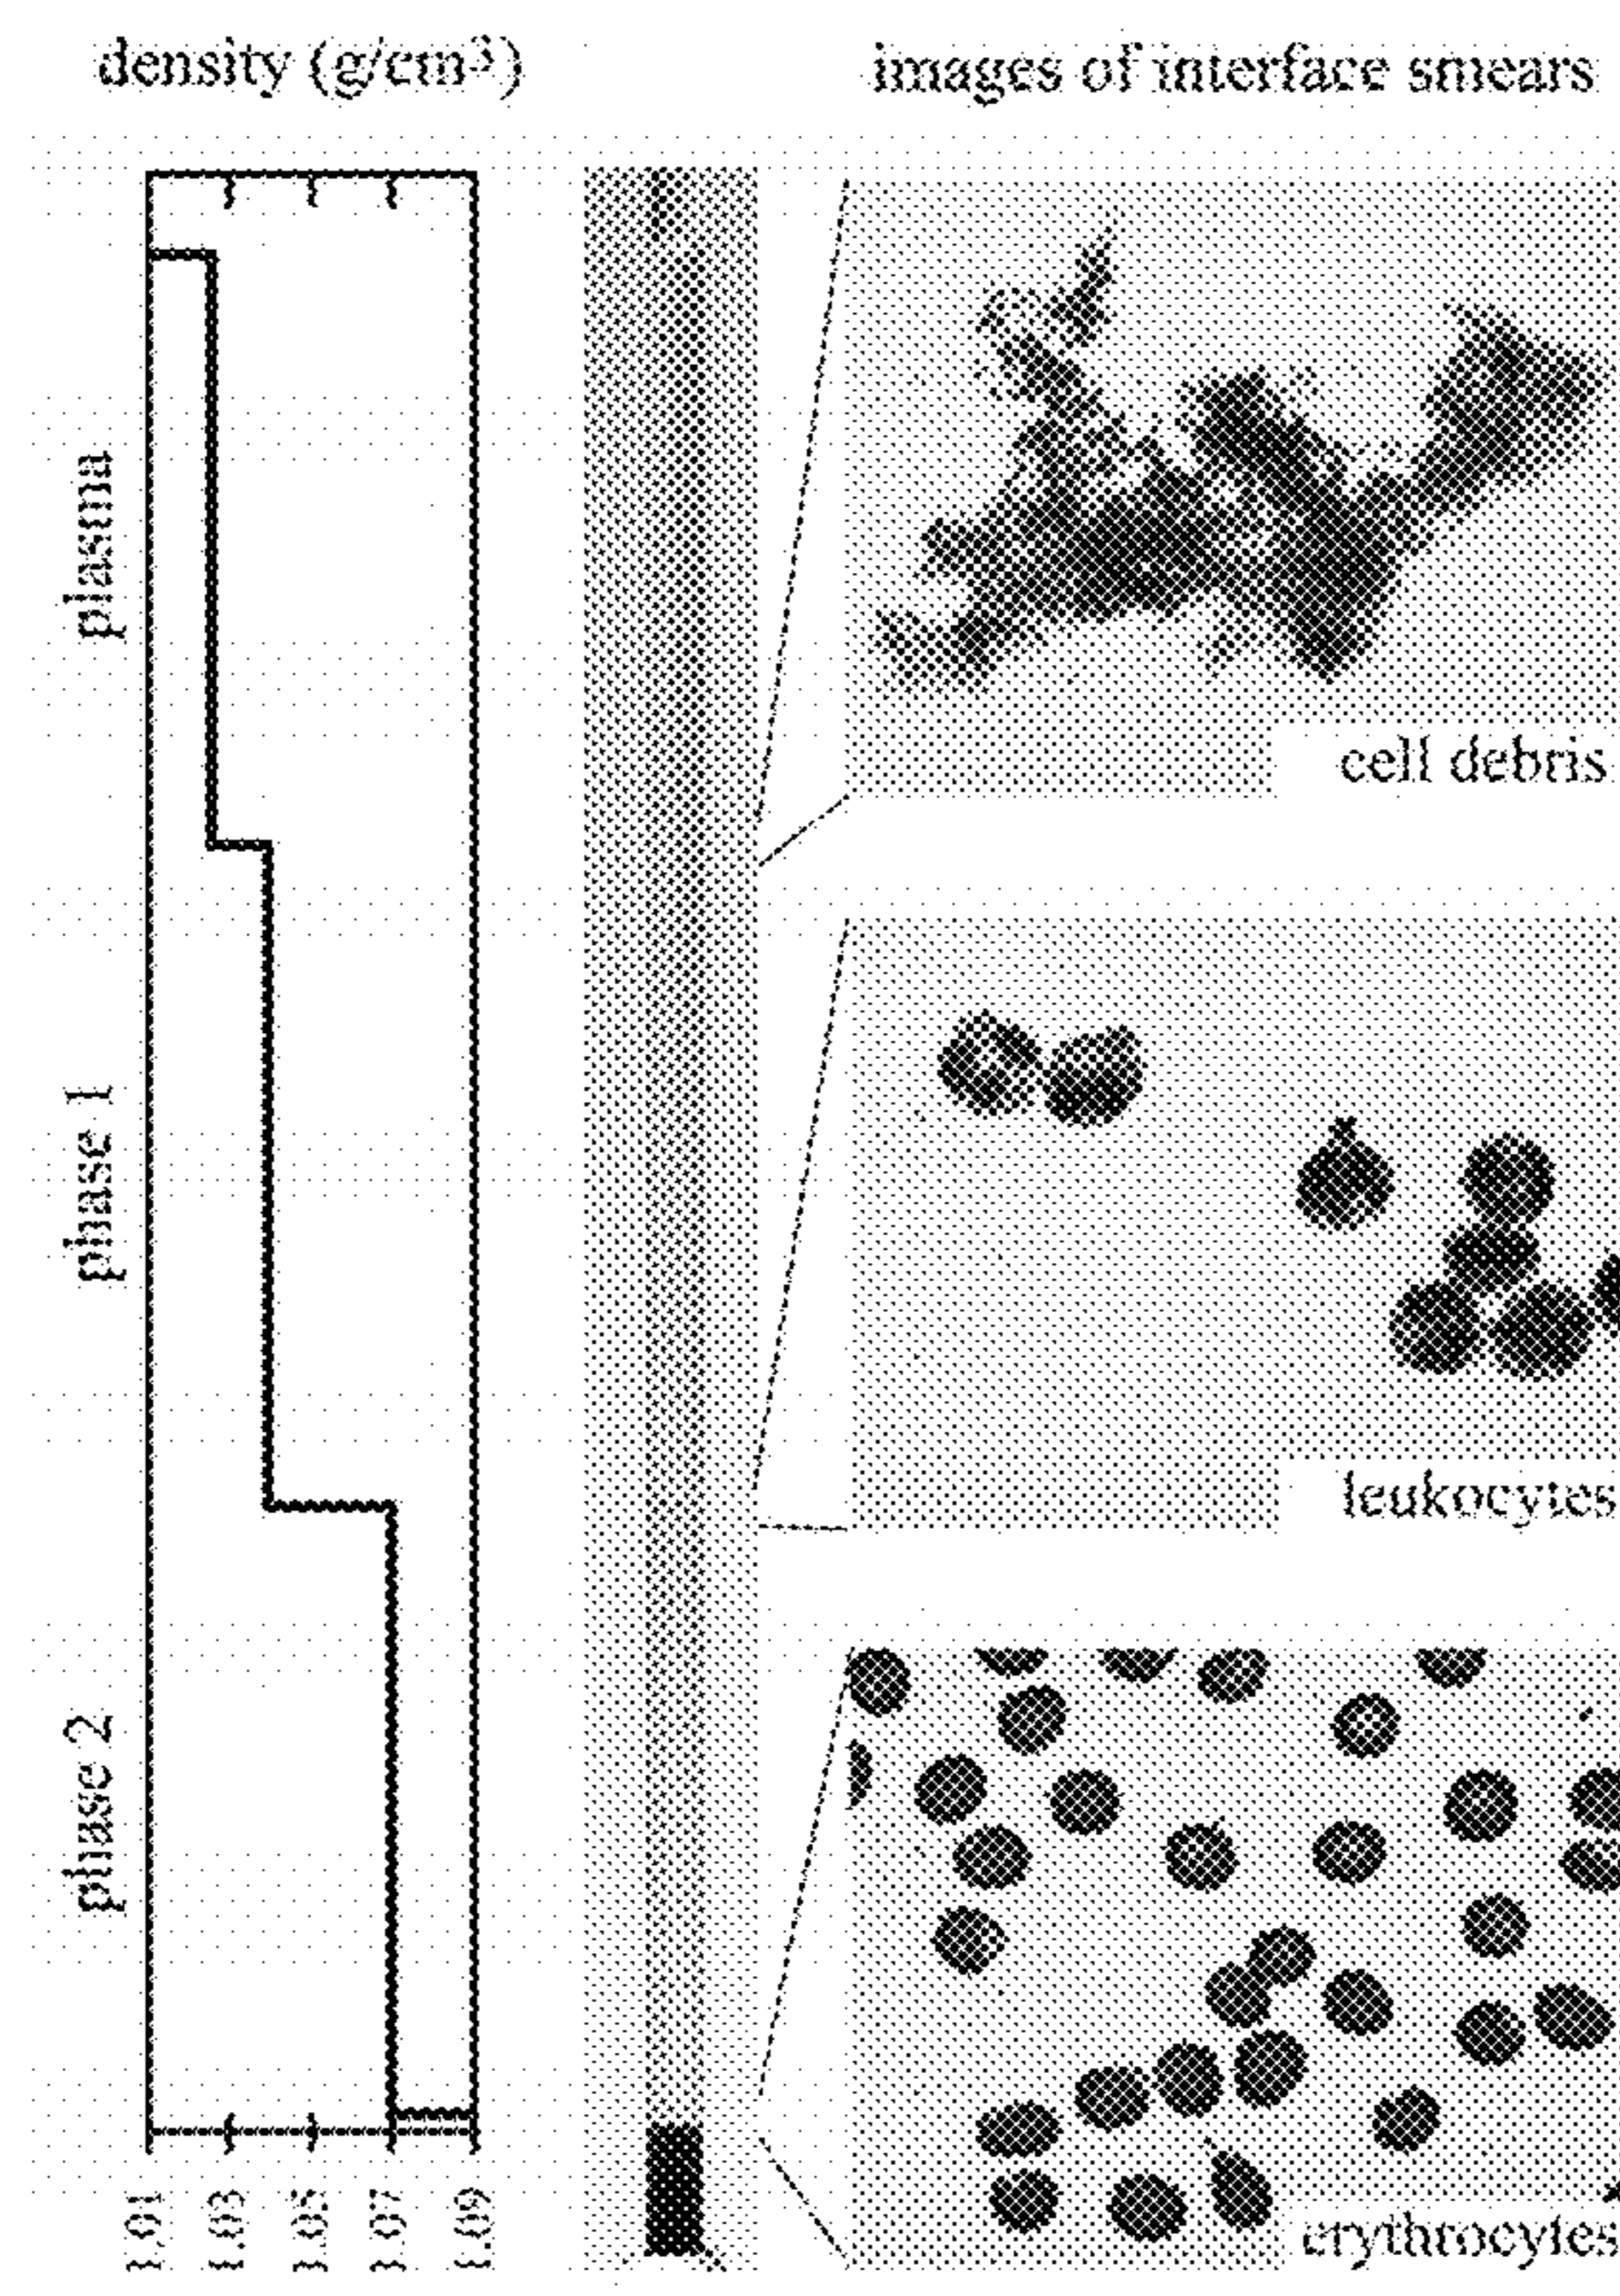 density (g/cm³)
images of interface smears
plasma
cell debris
phase 1
leukocytes
phase 2
erythrocytes
1.01
1.03
1.05
1.07
1.09